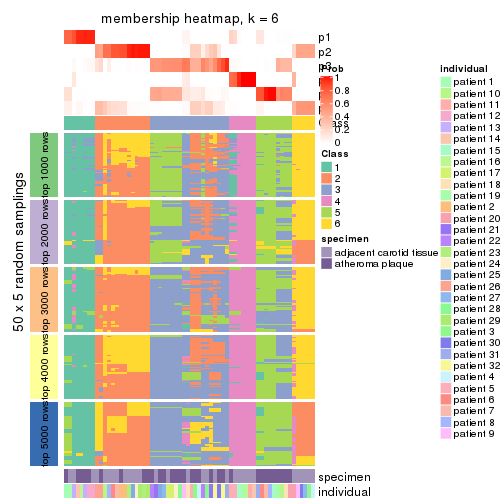 membership heatmap, k = 6
p1
p2
p3
Prob
1
0.8
0.6
0.4
0.2
0
Class
1
2
3
4
5
6
specimen
adjacent carotid tissue
atheroma plaque
individual
patient 1
patient 10
patient 11
patient 12
patient 13
patient 14
patient 15
patient 16
patient 17
patient 18
patient 19
patient 2
patient 20
patient 21
patient 22
patient 23
patient 24
patient 25
patient 26
patient 27
patient 28
patient 29
patient 3
patient 30
patient 31
patient 32
patient 4
patient 5
patient 6
patient 7
patient 8
patient 9
50 x 5 random samplings
top 1000 rows
top 2000 rows
top 3000 rows
top 4000 rows
top 5000 rows
specimen
individual